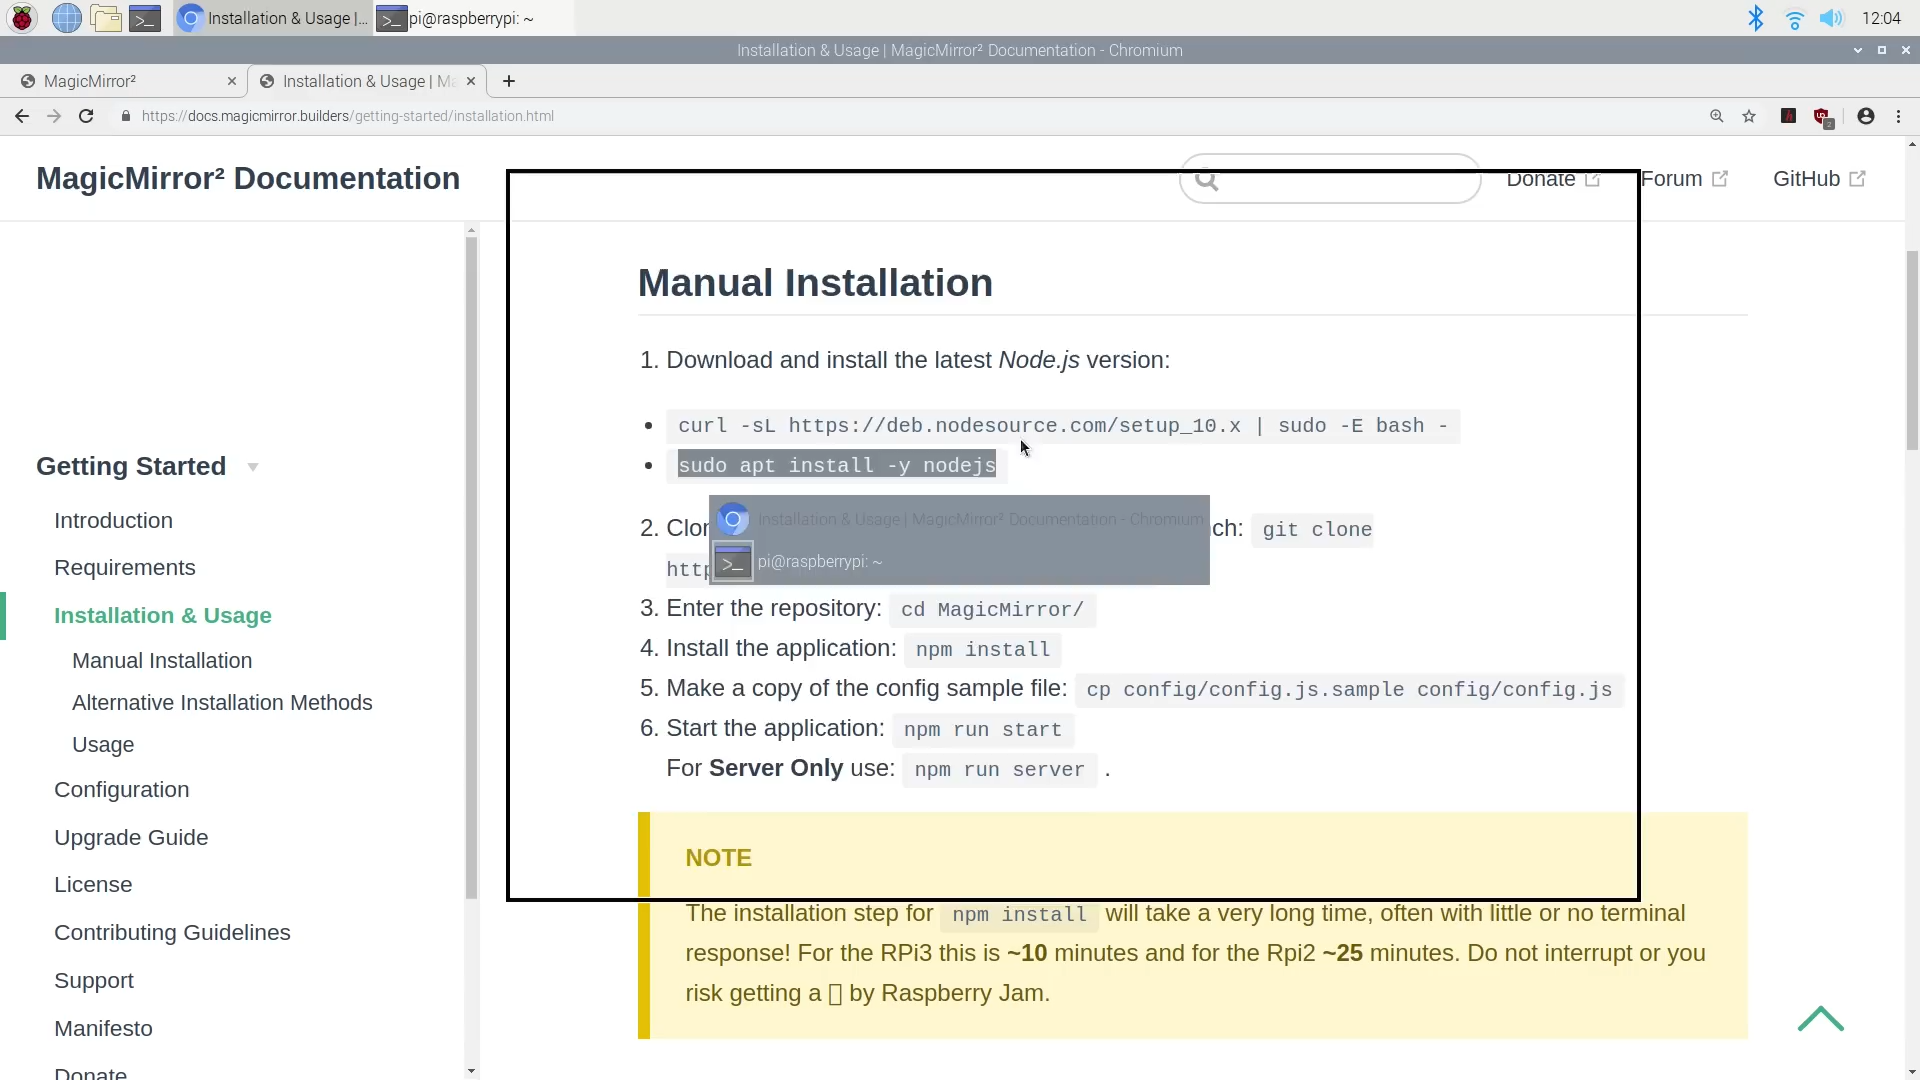 Installation & Usage |...
pi@raspberrypi: ~
12:04
Installation & Usage | MagicMirror² Documentation - Chromium
MagicMirror²
Installation & Usage | Ma
https://docs.magicmirror.builders/getting-started/installation.html
MagicMirror² Documentation
Donate
Forum
GitHub
Getting Started
Introduction
Requirements
Installation & Usage
Manual Installation
Alternative Installation Methods
Usage
Configuration
Upgrade Guide
License
Contributing Guidelines
Support
Manifesto
Donate
Manual Installation
1. Download and install the latest Node.js version:
curl -sL https://deb.nodesource.com/setup_10.x | sudo -E bash -
sudo apt install -y nodejs
Installation & Usage | MagicMirror² Documentation - Chromium
pi@raspberrypi: ~
2. git clone
3. Enter the repository: cd MagicMirror/
4. Install the application: npm install
5. Make a copy of the config sample file: cp config/config.js.sample config/config.js
6. Start the application: npm run start
For Server Only use: npm run server .
NOTE
The installation step for npm install will take a very long time, often with little or no terminal
response! For the RPi3 this is ~10 minutes and for the Rpi2 ~25 minutes. Do not interrupt or you
risk getting a by Raspberry Jam.